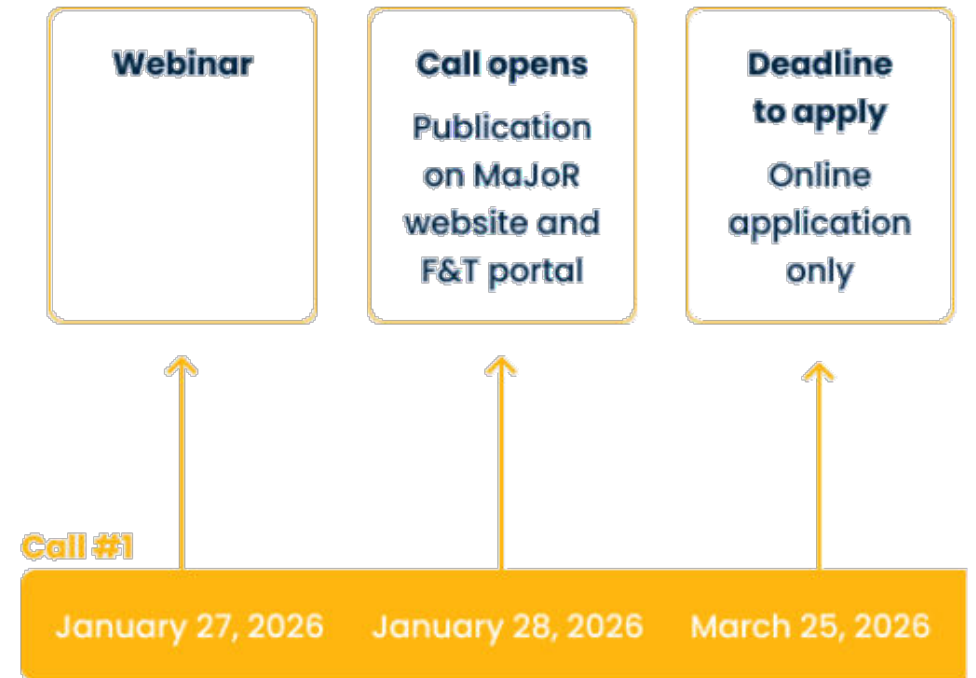 Webinar
Call opens
Publication
on MaJoR
website and
F&T portal
Deadline
to apply
Online
application
only
Call #1
January 27, 2026
January 28, 2026
March 25, 2026